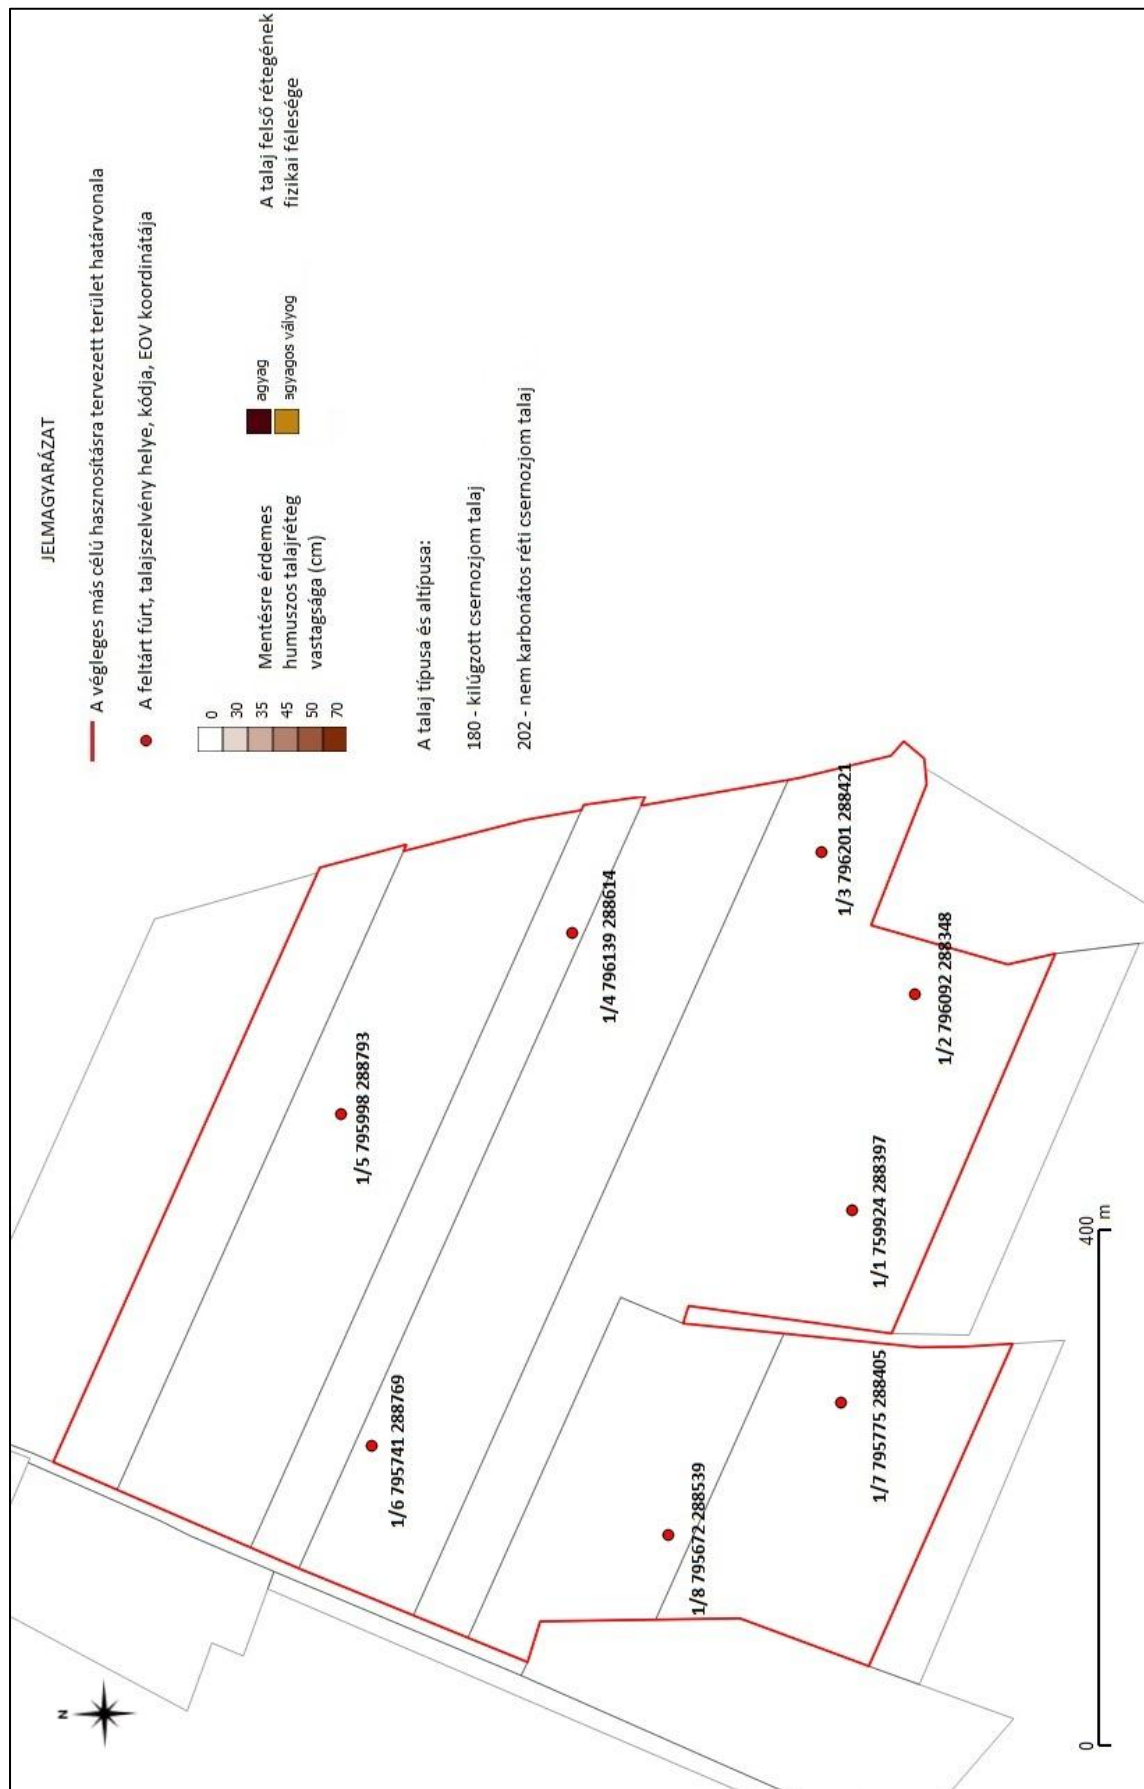 JELMAGYARÁZAT
A végleges más célú hasznosításra tervezett terület határvonala
A feltárt fúrt, talajszelvény helye, kódja, EOV koordinátája
0
30
35
45
50
70
Mentésre érdemes
humuszos talajréteg
vastagsága (cm)
agyag
agyagos vályog
A talaj felső rétegének
fizikai félesége
A talaj típusa és altípusa:
180 - kilúgzott csernozjom talaj
202 - nem karbonátos réti csernozjom talaj
N
1/5 795998 288793
1/6 795741 288769
1/4 796139 288614
1/8 795672 288539
1/3 796201 288421
1/7 795775 288405
1/1 759924 288397
1/2 796092 288348
0
400
m